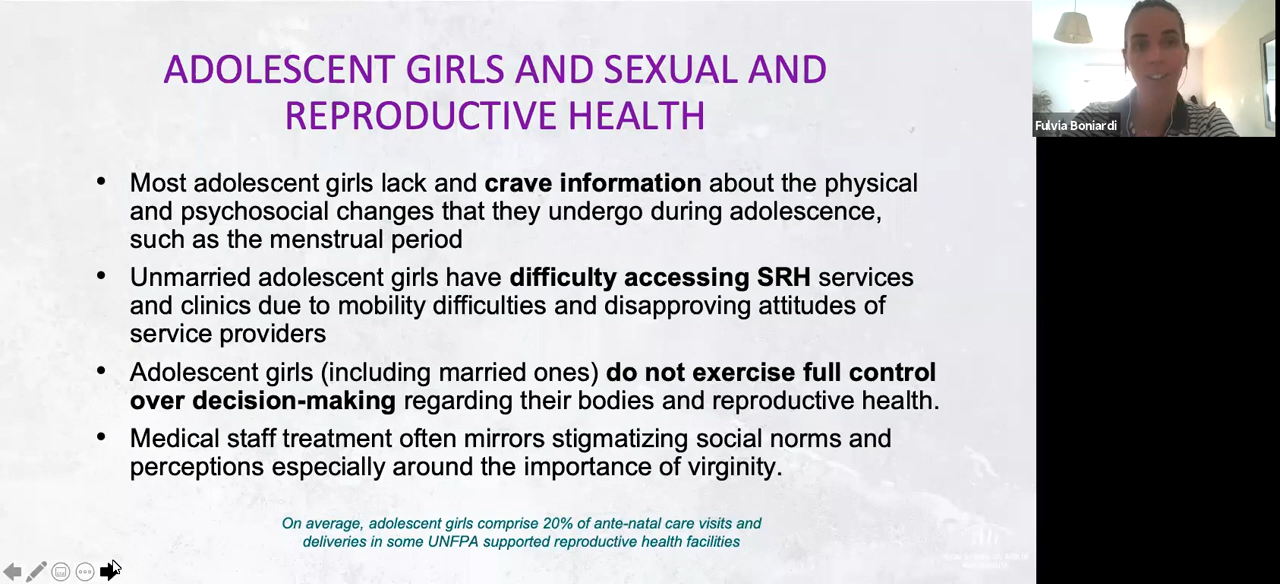 ADOLESCENT GIRLS AND SEXUAL AND
REPRODUCTIVE HEALTH
• Most adolescent girls lack and crave information about the physical
and psychosocial changes that they undergo during adolescence,
such as the menstrual period
• Unmarried adolescent girls have difficulty accessing SRH services
and clinics due to mobility difficulties and disapproving attitudes of
service providers
• Adolescent girls (including married ones) do not exercise full control
over decision-making regarding their bodies and reproductive health.
• Medical staff treatment often mirrors stigmatizing social norms and
perceptions especially around the importance of virginity.
On average, adolescent girls comprise 20% of ante-natal care visits and
deliveries in some UNFPA supported reproductive health facilities
Fulvia Boniardi